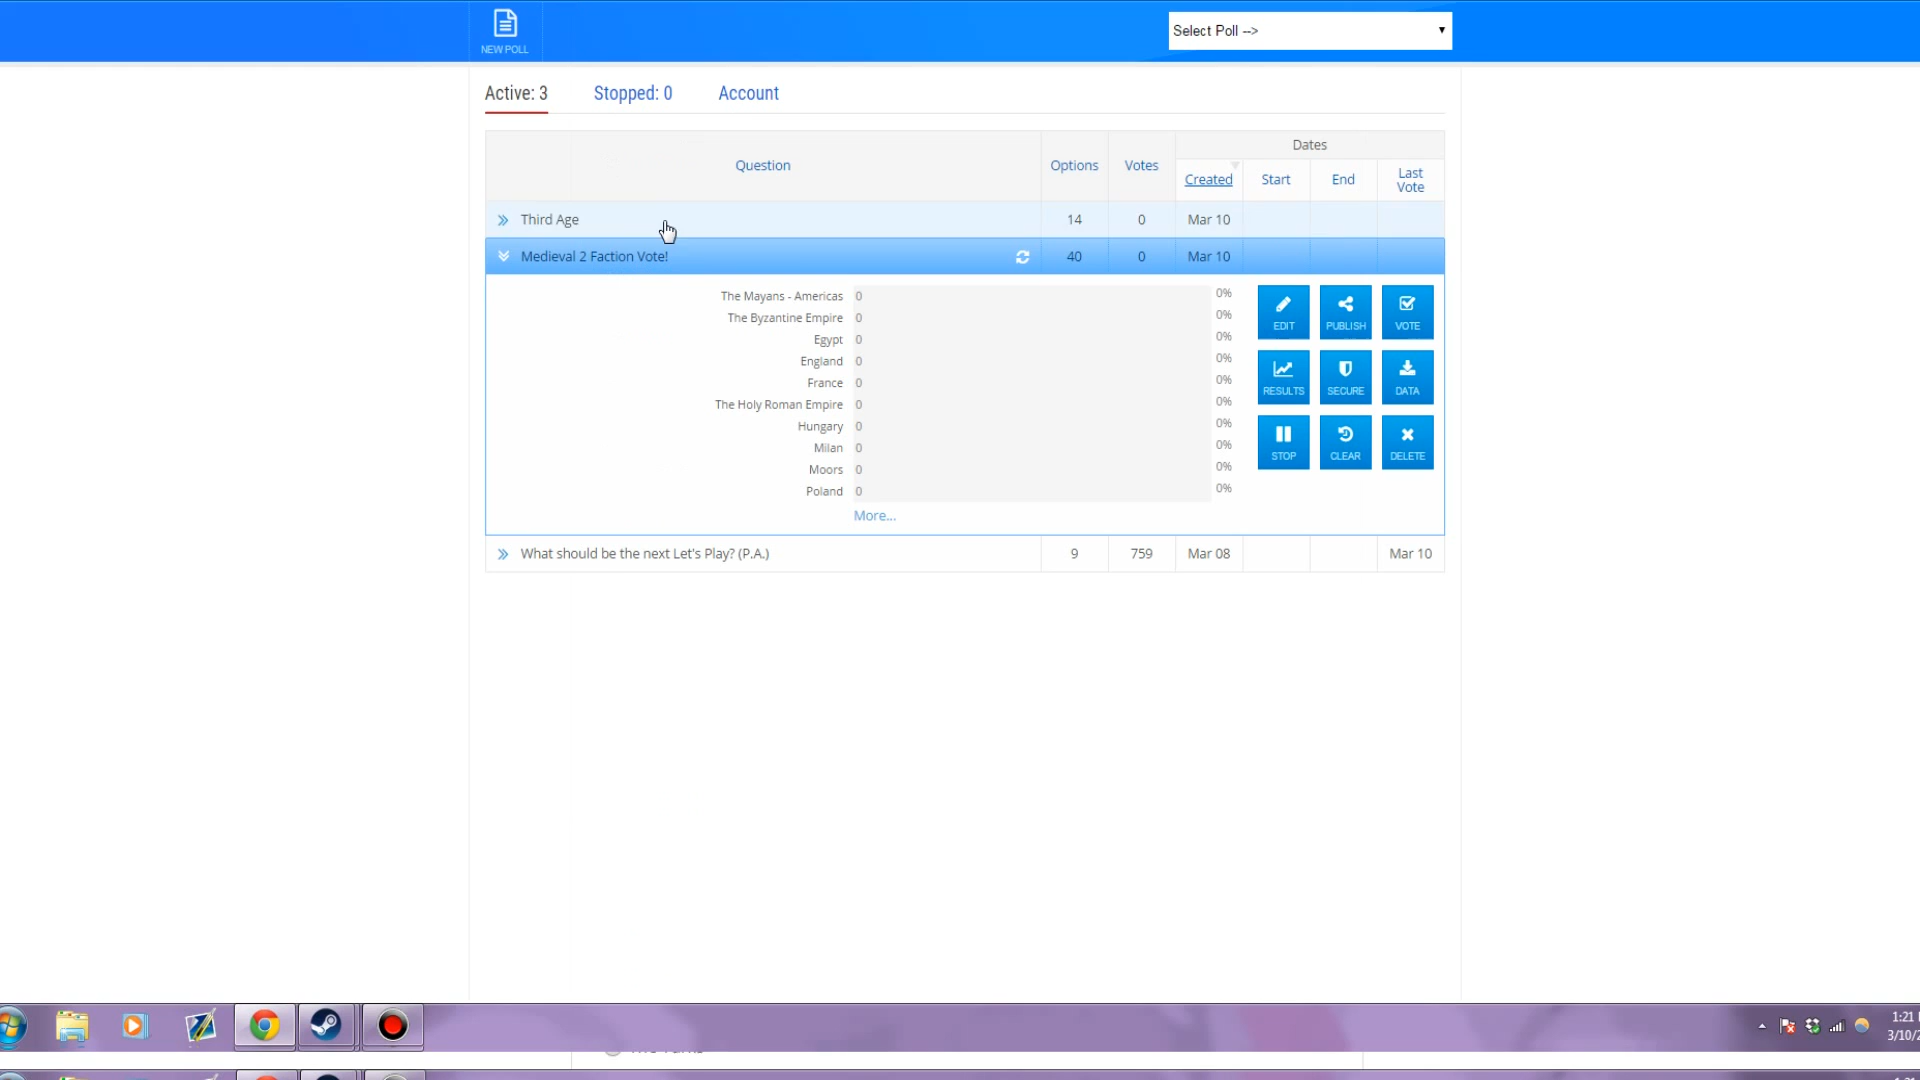 NEW POLL
Select Poll -->
Active: 3 Stopped: 0 Account
Dates
Question Options Votes
Created Start End Last Vote
Third Age 14 0 Mar 10
Medieval 2 Faction Vote! 40 0 Mar 10
The Mayans - Americas 0 0%
The Byzantine Empire 0 0%
Egypt 0 0%
England 0 0%
France 0 0%
The Holy Roman Empire 0 0%
Hungary 0 0%
Milan 0 0%
Moors 0 0%
Poland 0 0%
More...
EDIT PUBLISH VOTE
RESULTS SECURE DATA
STOP CLEAR DELETE
What should be the next Let's Play? (P.A.) 9 759 Mar 08 Mar 10
1:21
3/10/2